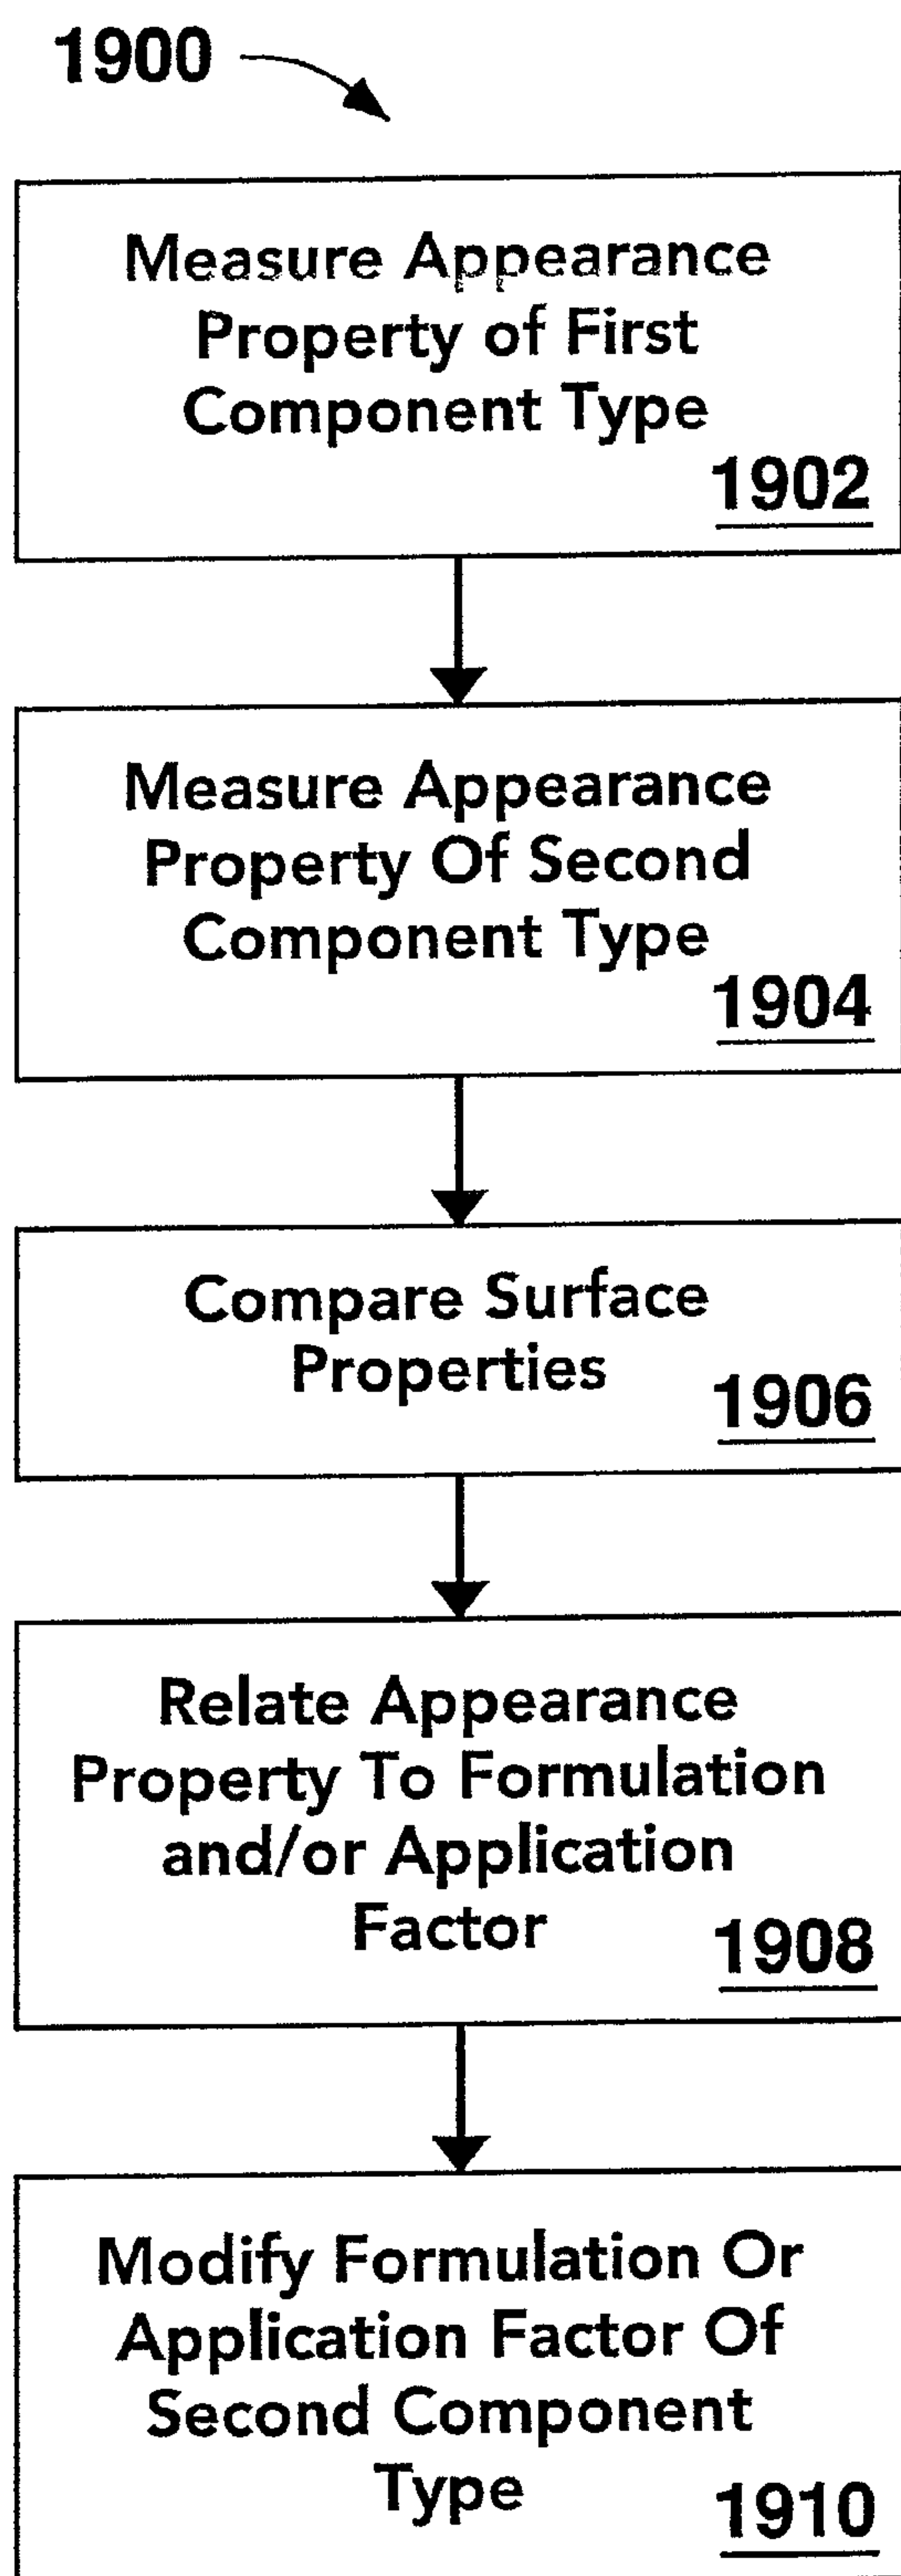 1900
Measure Appearance
Property of First
Component Type
1902
Measure Appearance
Property Of Second
Component Type
1904
Compare Surface
Properties
1906
Relate Appearance
Property To Formulation
and/or Application
Factor
1908
Modify Formulation Or
Application Factor Of
Second Component
Type
1910